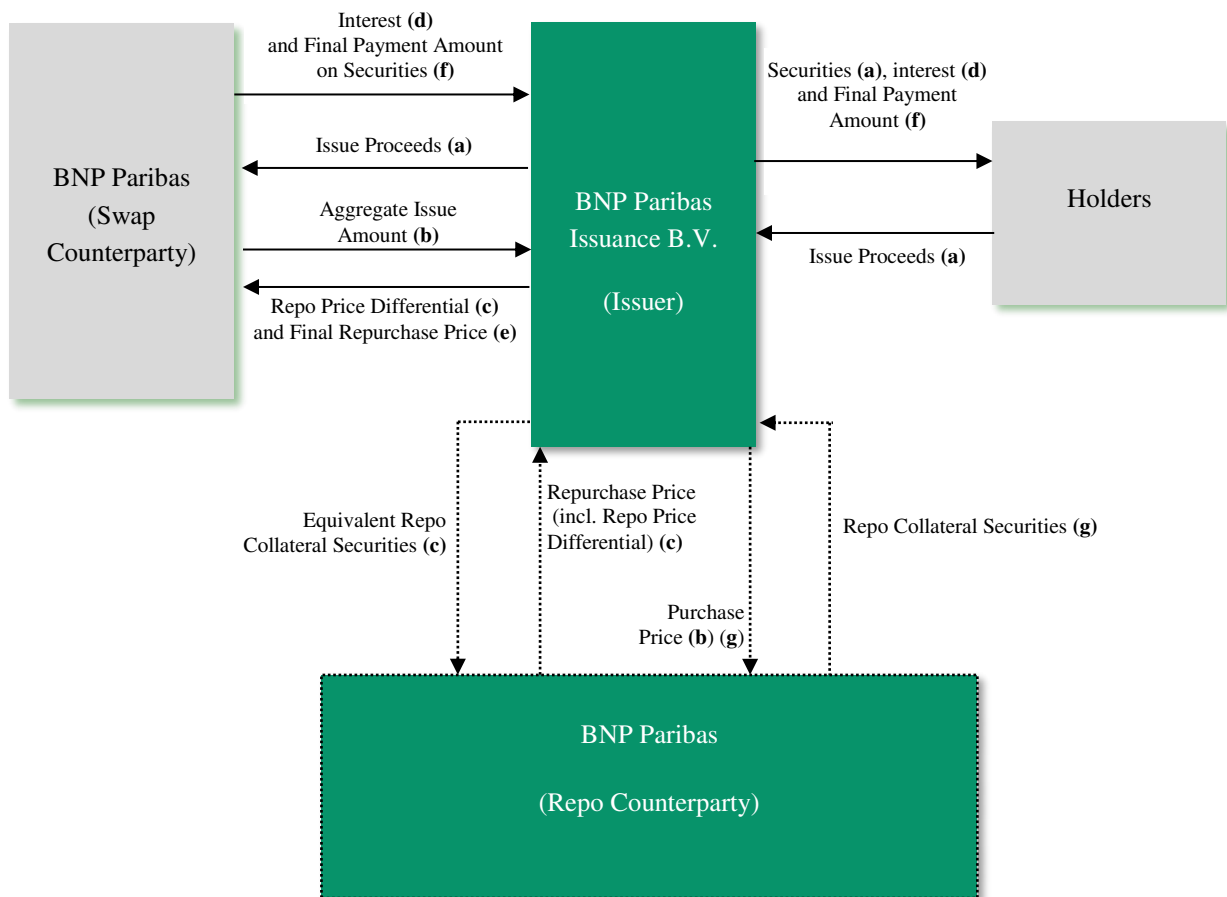 Interest (d)
and Final Payment Amount
on Securities (f)
Securities (a), interest (d)
and Final Payment
Amount (f)
Issue Proceeds (a)
BNP Paribas
(Swap
Counterparty)
BNP Paribas
Issuance B.V.
(Issuer)
Holders
Aggregate Issue
Amount (b)
Issue Proceeds (a)
Repo Price Differential (c)
and Final Repurchase Price (e)
Equivalent Repo
Collateral Securities (c)
Repurchase Price
(incl. Repo Price
Differential) (c)
Repo Collateral Securities (g)
Purchase
Price (b) (g)
BNP Paribas
(Repo Counterparty)